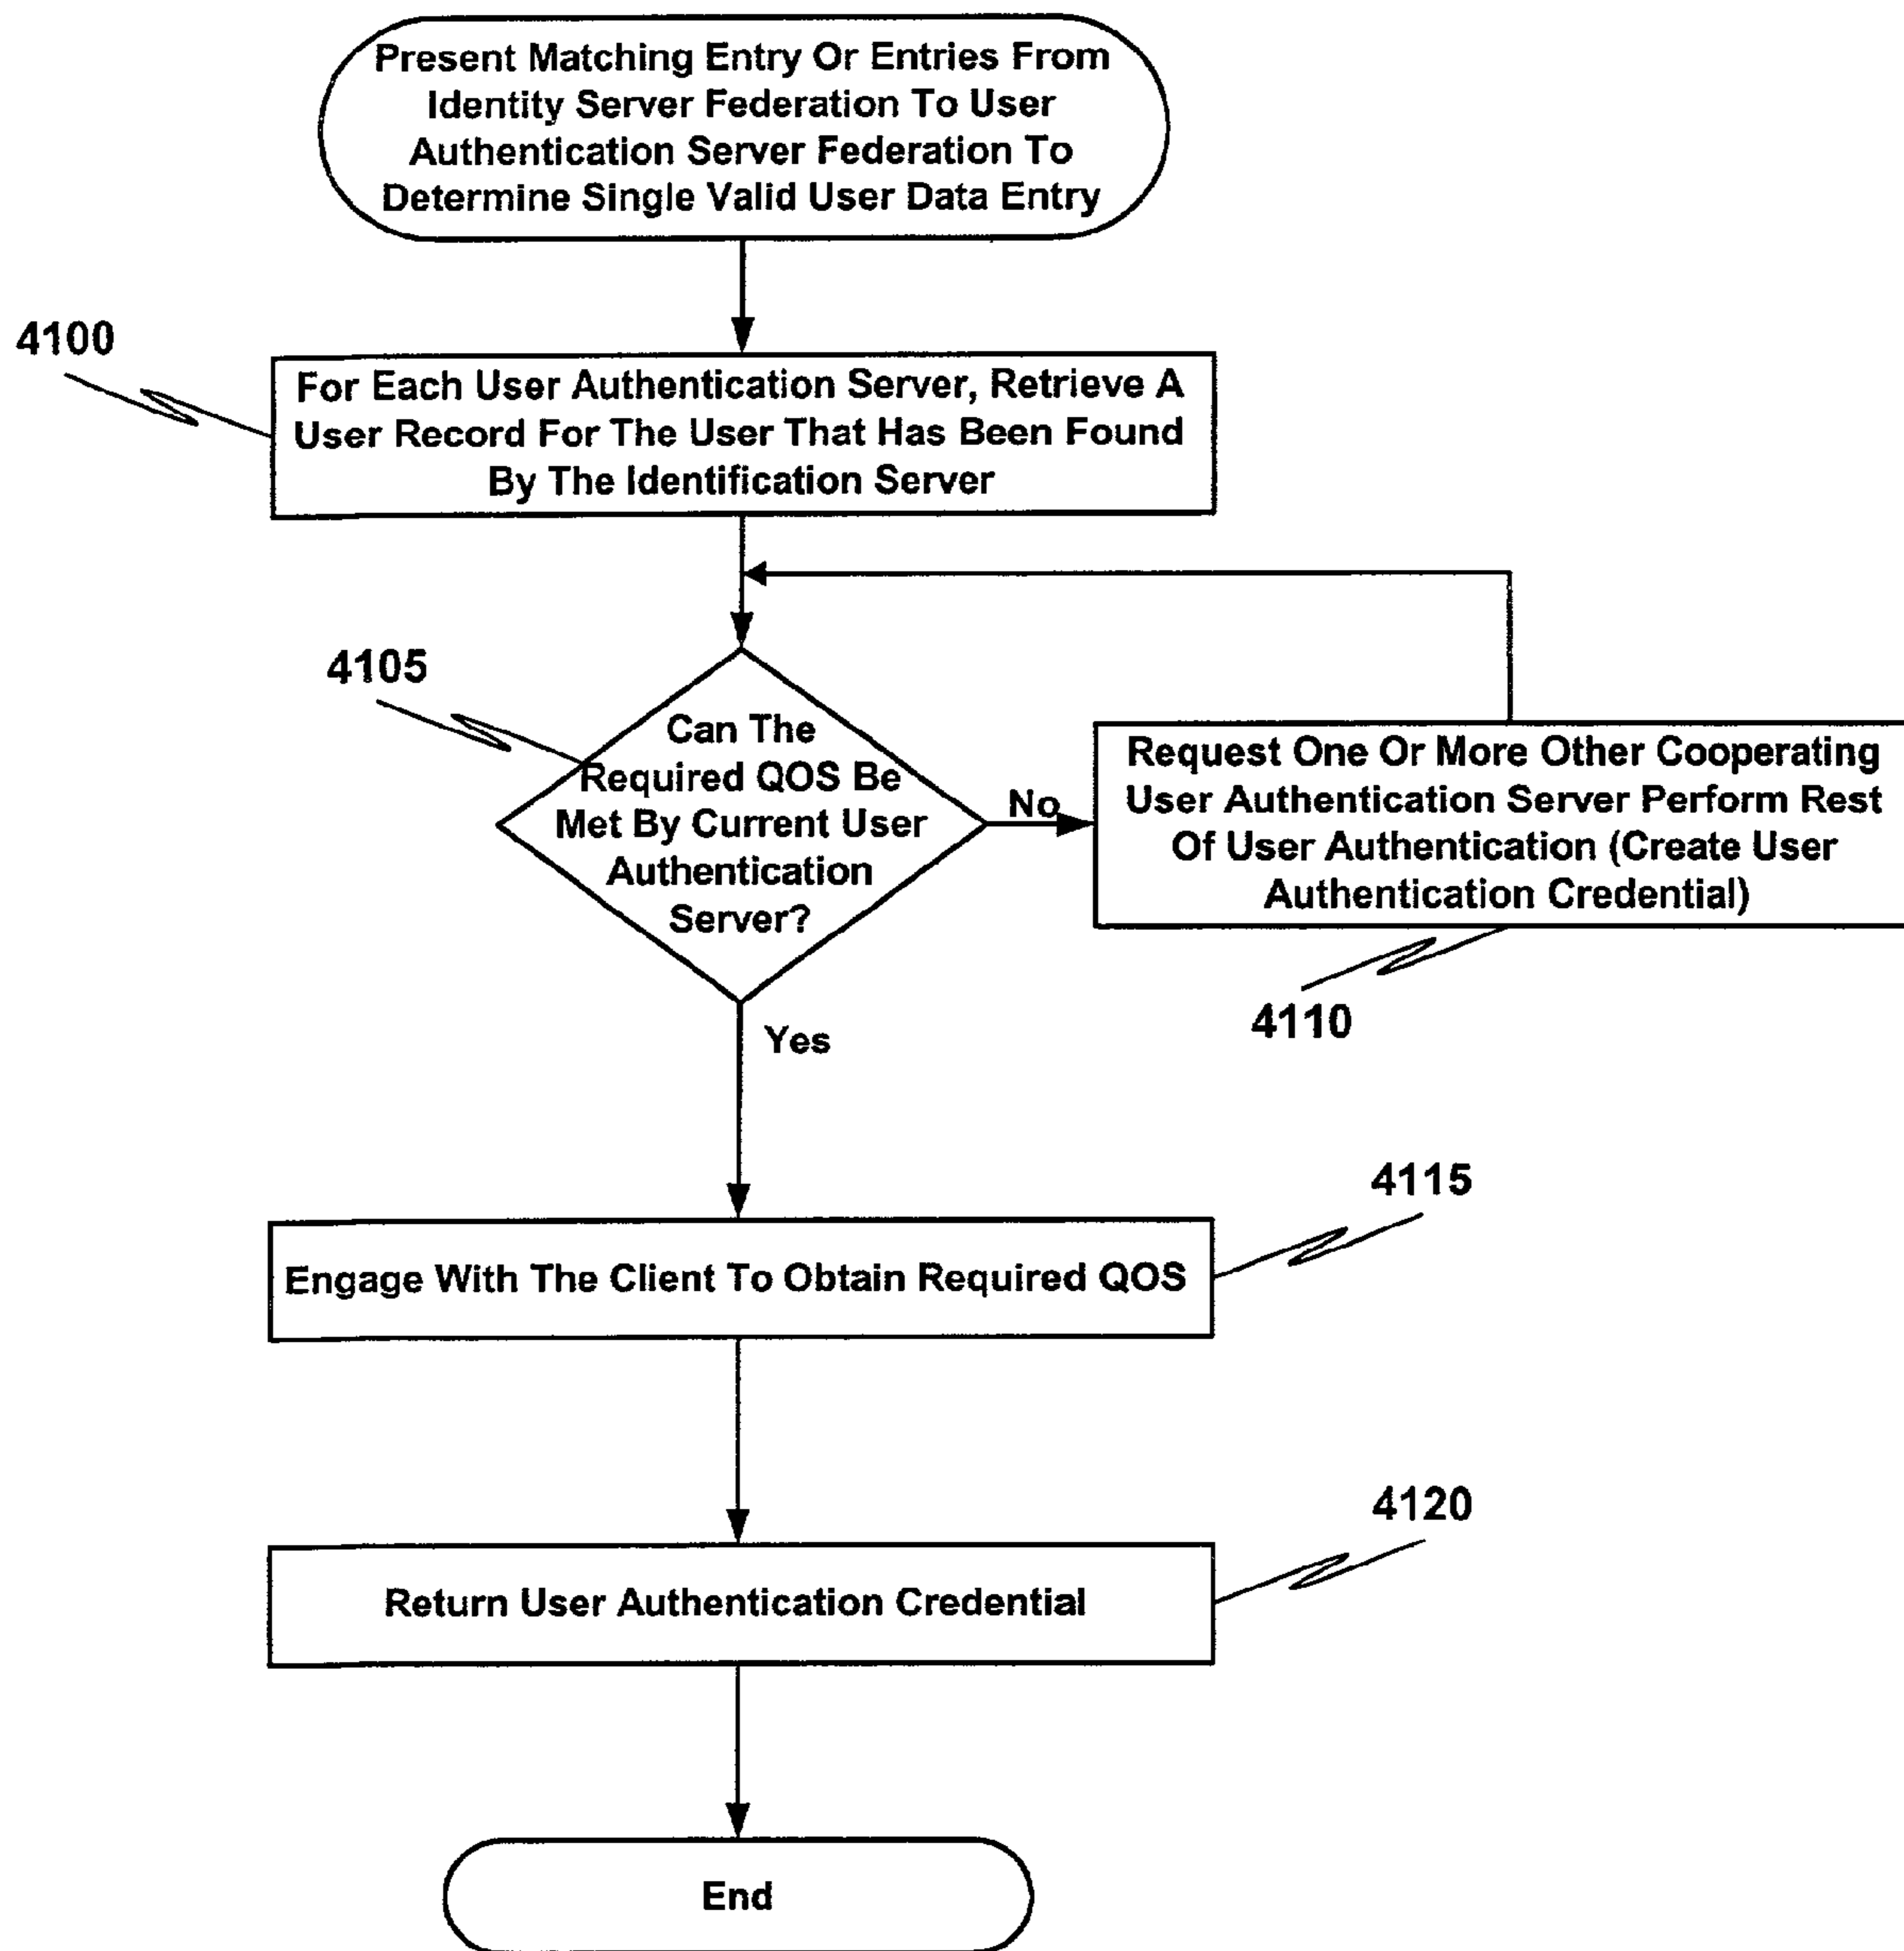 Present Matching Entry Or Entries From
Identity Server Federation To User
Authentication Server Federation To
Determine Single Valid User Data Entry
4100
For Each User Authentication Server, Retrieve A
User Record For The User That Has Been Found
By The Identification Server
4105
Can The
Required QOS Be
Met By Current User
Authentication
Server?
No
Request One Or More Other Cooperating
User Authentication Server Perform Rest
Of User Authentication (Create User
Authentication Credential)
4110
Yes
4115
Engage With The Client To Obtain Required QOS
4120
Return User Authentication Credential
End